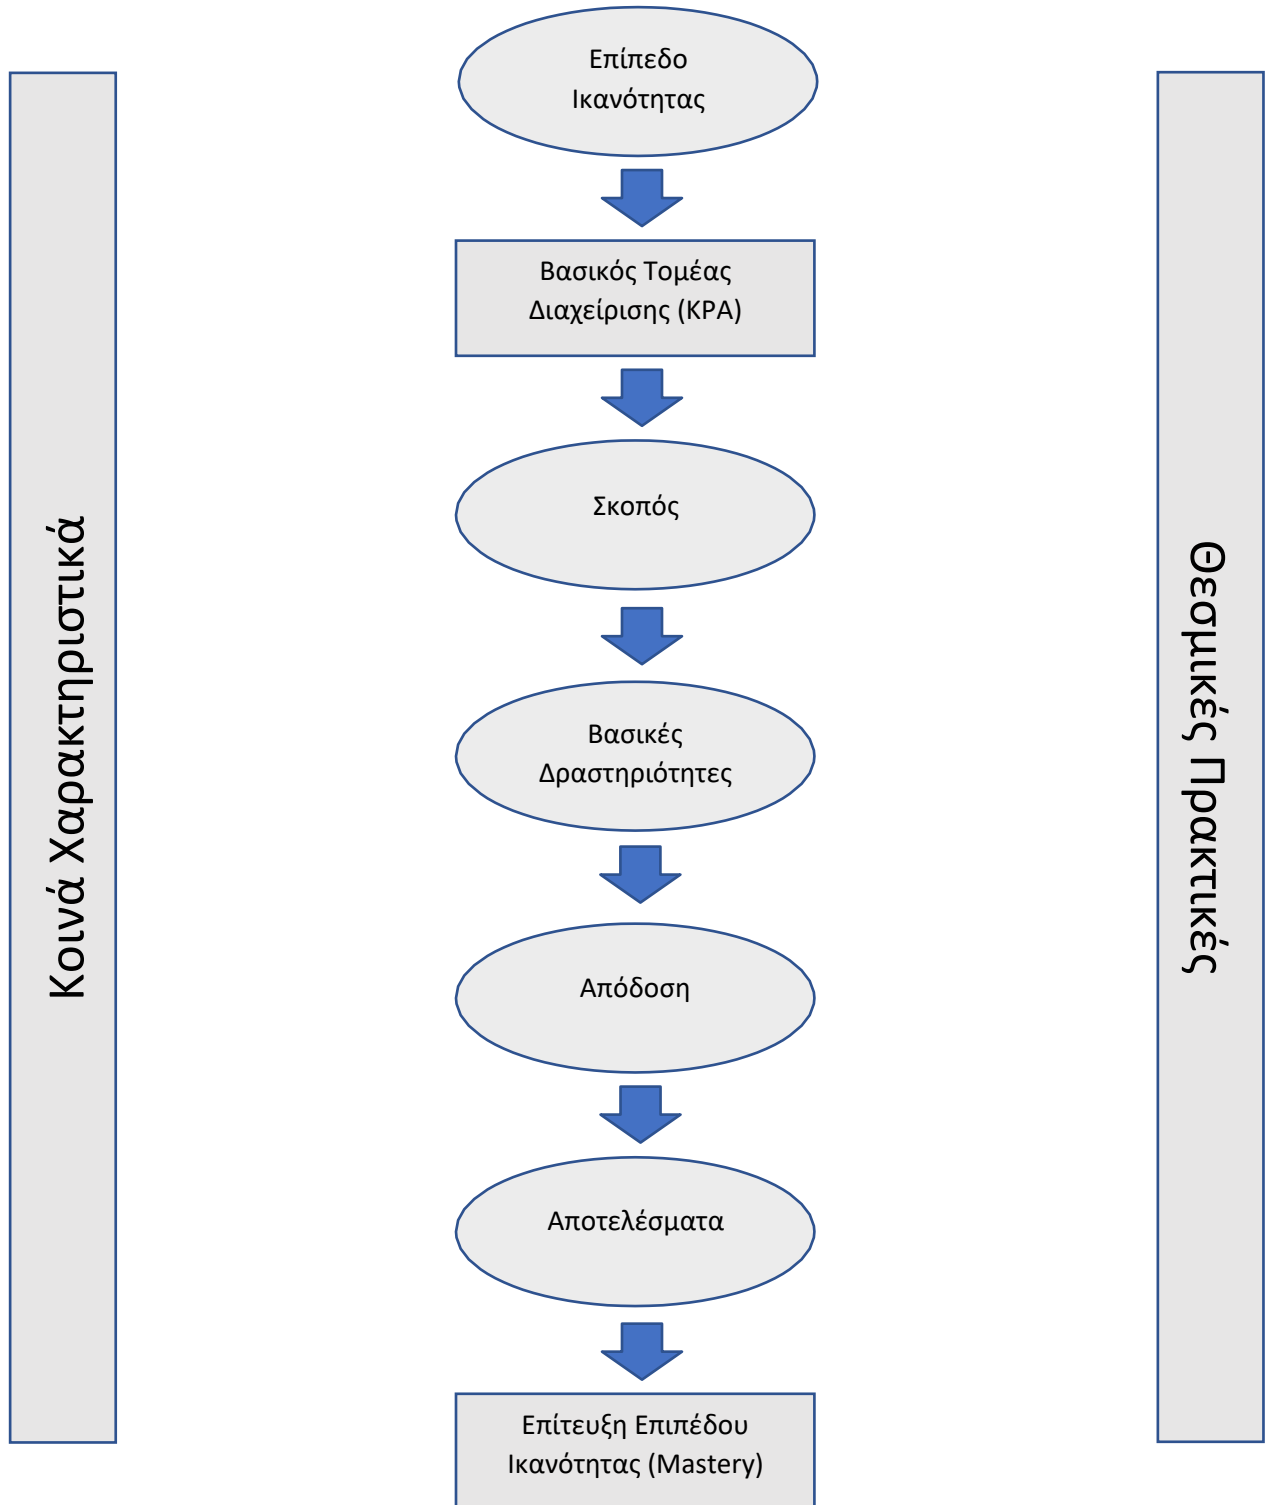 Επίπεδο
Ικανότητας
Βασικός Τομέας
Διαχείρισης (KPA)
Σκοπός
Βασικές
Δραστηριότητες
Απόδοση
Αποτελέσματα
Επίτευξη Επιπέδου
Ικανότητας (Mastery)
Κοινά Χαρακτηριστικά
Θεσμικές Πρακτικές